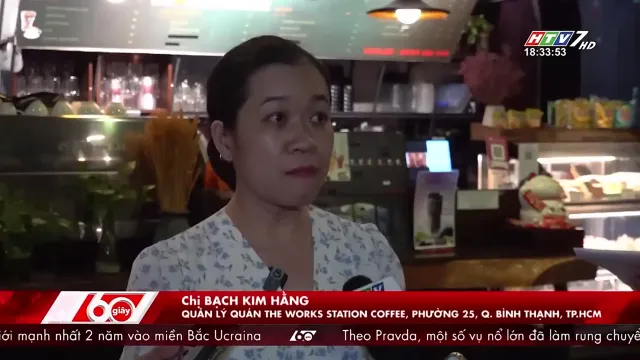 HTV7 HD
18:33:53
HTV
Chị BẠCH KIM HẰNG
QUẢN LÝ QUÁN THE WORKS STATION COFFEE, PHƯỜNG 25, Q. BÌNH THẠNH, TP.HCM
60 giây
iới mạnh nhất 2 năm vào miền Bắc Ucraina
Theo Pravda, một số vụ nổ lớn đã làm rung chuyể